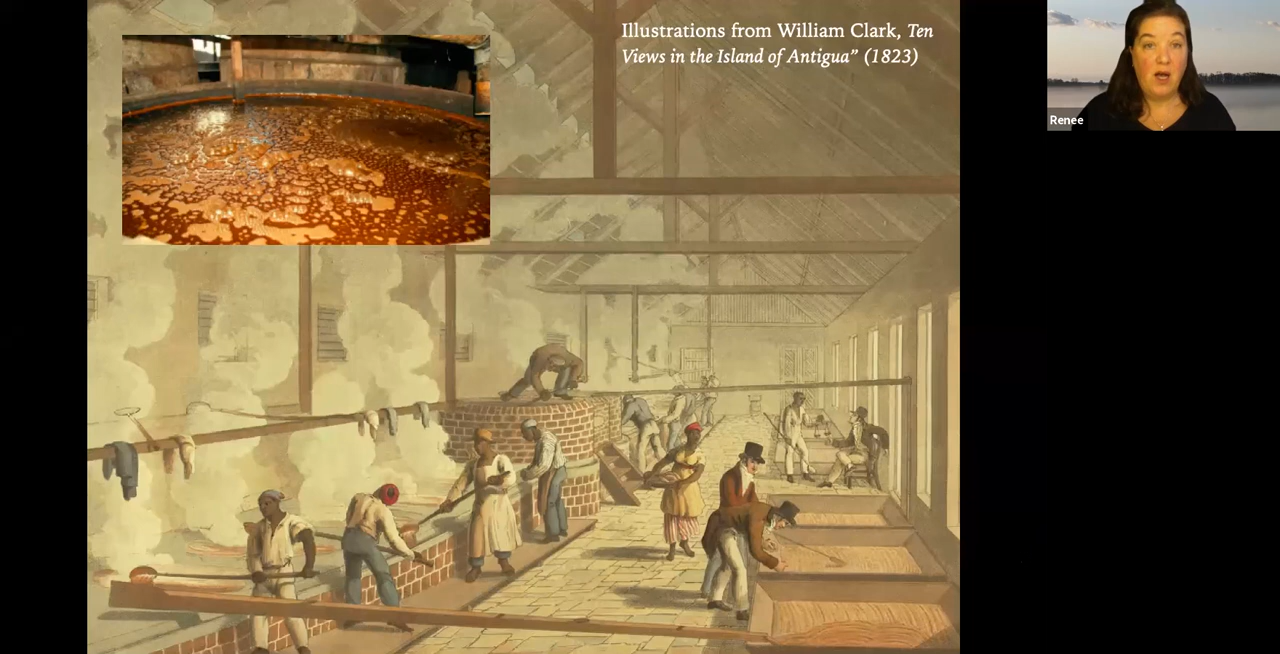 Illustrations from William Clark, Ten
Views in the Island of Antigua” (1823)
Renee